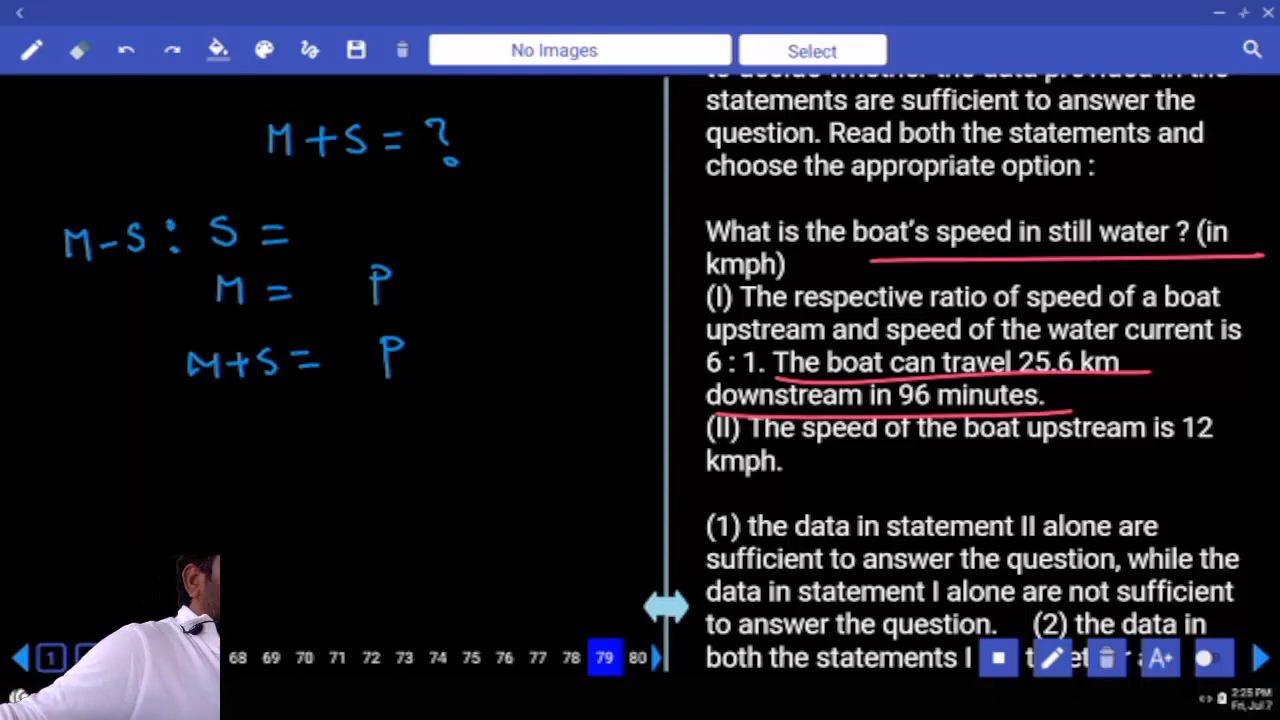 No Images
Select
M + S = ?
M - S : S =
M = P
M + S = P
statements are sufficient to answer the
question. Read both the statements and
choose the appropriate option :
What is the boat's speed in still water ? (in
kmph)
(I) The respective ratio of speed of a boat
upstream and speed of the water current is
6 : 1. The boat can travel 25.6 km
downstream in 96 minutes.
(II) The speed of the boat upstream is 12
kmph.
(1) the data in statement II alone are
sufficient to answer the question, while the
data in statement I alone are not sufficient
to answer the question. (2) the data in
both the statements I
A+
1 68 69 70 71 72 73 74 75 76 77 78 79 80
2:25 PM
Fri, Jul 7